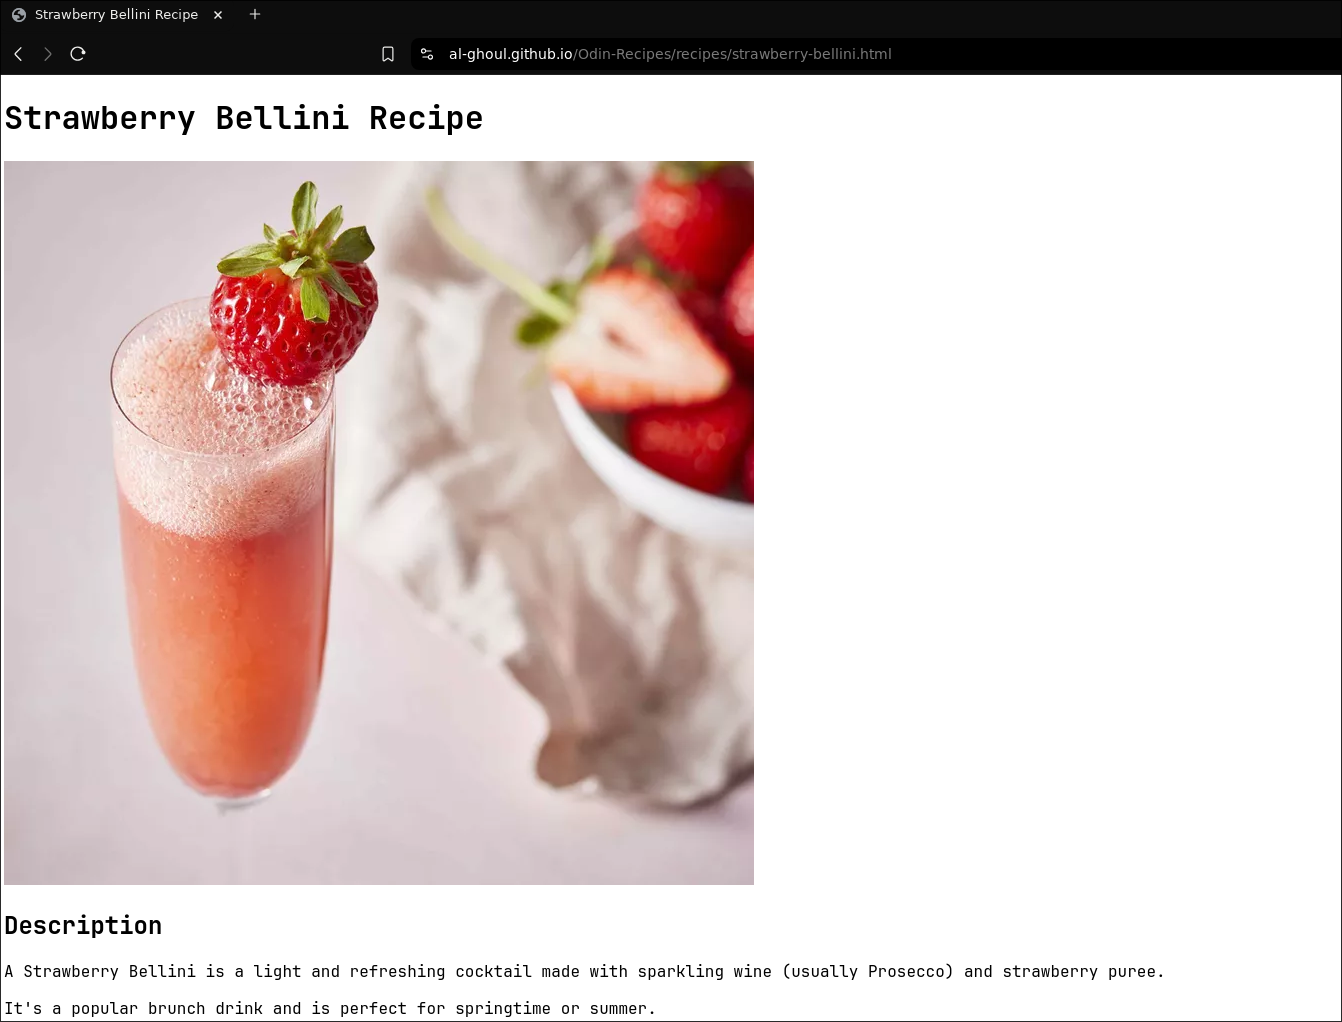 Strawberry Bellini Recipe
al-ghoul.github.io/Odin-Recipes/recipes/strawberry-bellini.html
Strawberry Bellini Recipe
Description
A Strawberry Bellini is a light and refreshing cocktail made with sparkling wine (usually Prosecco) and strawberry puree.
It's a popular brunch drink and is perfect for springtime or summer.